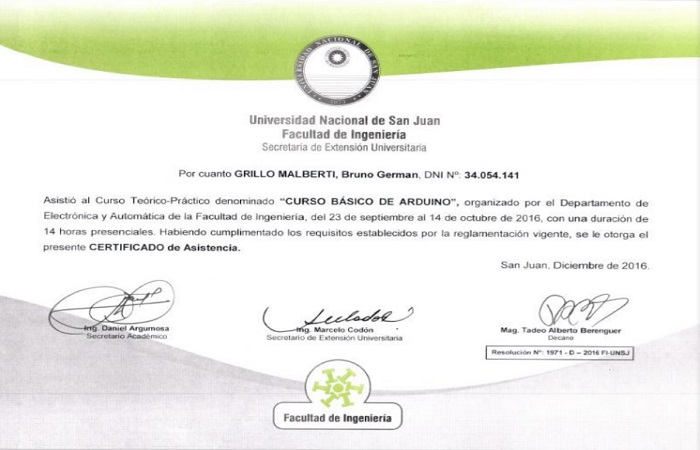 UNIVERSIDAD NACIONAL DE SAN JUAN
1973
Universidad Nacional de San Juan
Facultad de Ingeniería
Secretaria de Extensión Universitaria
Por cuanto GRILLO MALBERTI, Bruno German, DNI Nº: 34.054.141
Asistió al Curso Teórico-Práctico denominado “CURSO BÁSICO DE ARDUINO”, organizado por el Departamento de
Electrónica y Automática de la Facultad de Ingeniería, del 23 de septiembre al 14 de octubre de 2016, con una duración de
14 horas presenciales. Habiendo cumplimentado los requisitos establecidos por la reglamentación vigente, se le otorga el
presente CERTIFICADO de Asistencia.
San Juan, Diciembre de 2016.
Ing. Daniel Argumosa
Secretario Académico
Ing. Marcelo Codón
Secretario de Extensión Universitaria
Mag. Tadeo Alberto Berenguer
Decano
Resolución Nº: 1971 - D – 2016 FI-UNSJ
Facultad de Ingeniería